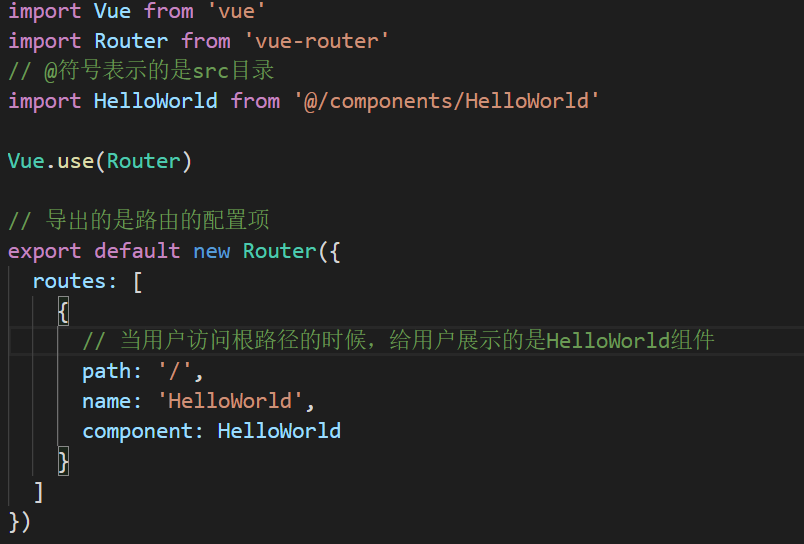 import Vue from 'vue'
import Router from 'vue-router'
// @符号表示的是src目录
import HelloWorld from '@/components/HelloWorld'
Vue.use(Router)
// 导出的是路由的配置项
export default new Router({
routes: [
{
// 当用户访问根路径的时候，给用户展示的是HelloWorld组件
path: '/',
name: 'HelloWorld',
component: HelloWorld
}
]
})